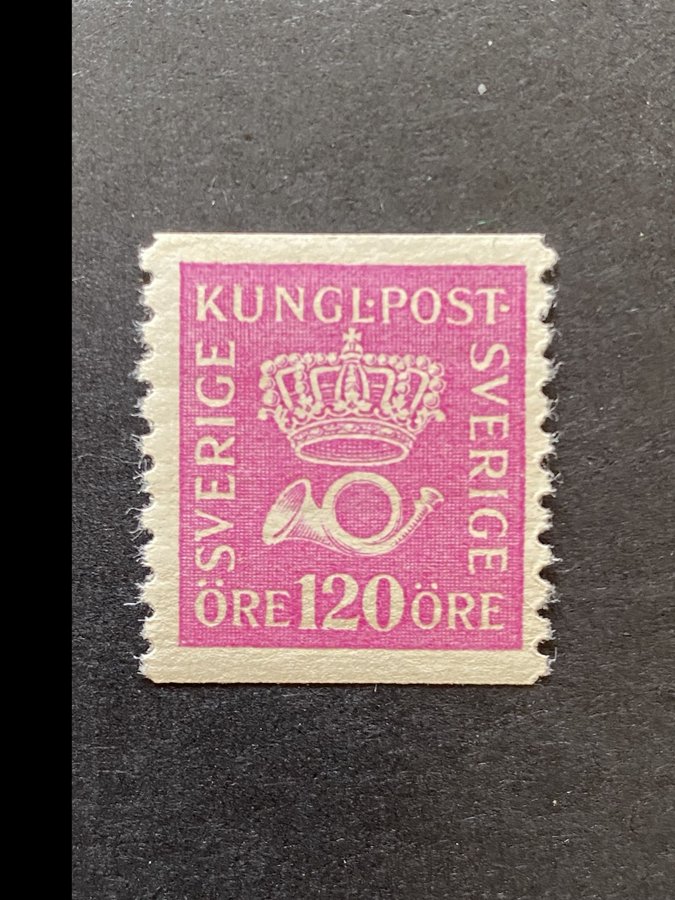 KUNGL·POST·
SVERIGE
SVERIGE
ÖRE 120 ÖRE